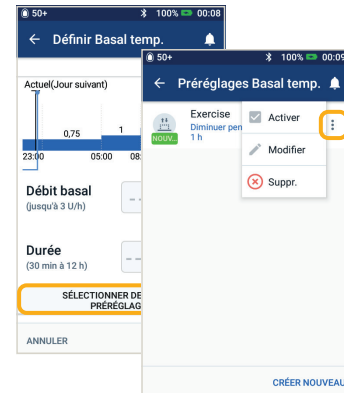 50+
100%
00:08
Définir Basal temp.
Actuel(Jour suivant)
0,75
1
23:00
05:00
08:
Débit basal
(jusqu'à 3 U/h)
Durée
(30 min à 12 h)
SÉLECTIONNER DE
PRÉRÉGLAG
ANNULER
50+
100%
00:09
Préréglages Basal temp.
NOUV.
Exercise
Diminuer pen
1 h
Activer
Modifier
Suppr.
CRÉER NOUVEAU